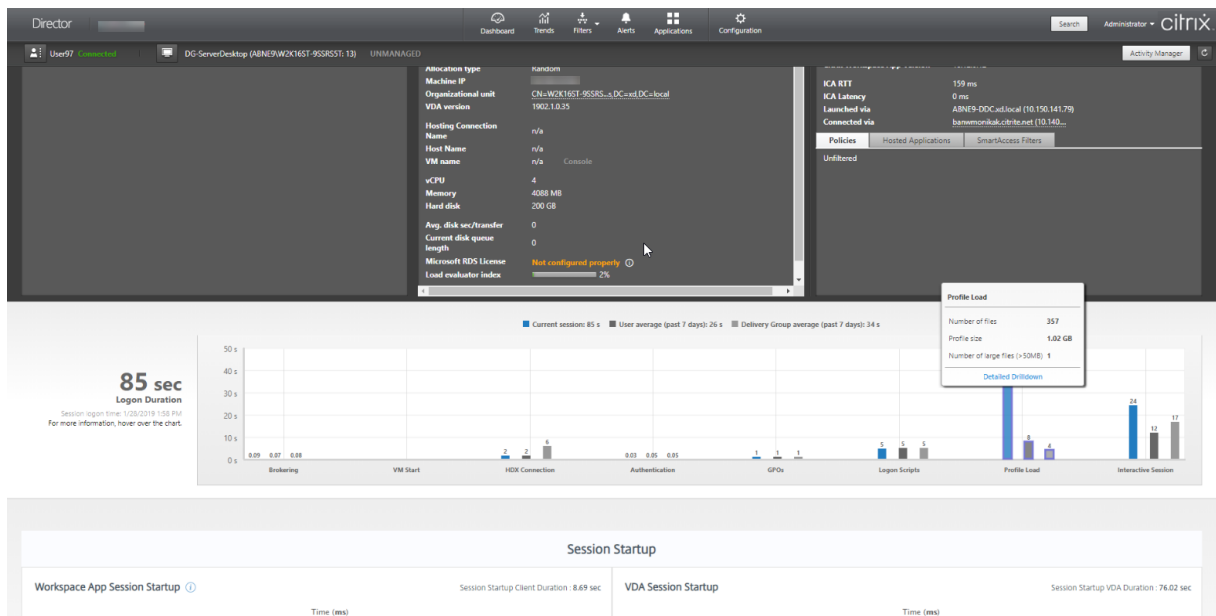 Director
Dashboard
Trends
Filters
Alerts
Applications
Configuration
Search
Administrator
citrix
User97 Connected
DG-ServerDesktop (ABNE9\W2K16ST-9SSRS5T: 13) UNMANAGED
Activity Manager
Allocation type Random
Machine IP
Organizational unit CN=W2K16ST-9SSRS...s,DC=xd,DC=local
VDA version 1902.1.0.35
Hosting Connection
Name n/a
Host Name n/a
VM name n/a Console
vCPU 4
Memory 4088 MB
Hard disk 200 GB
Avg. disk sec/transfer 0
Current disk queue
length 0
Microsoft RDS License Not configured properly
Load evaluator index 2%
ICA RTT 159 ms
ICA Latency 0 ms
Launched via ABNE9-DDC.xd.local (10.150.141.79)
Connected via banwmonikak.citrite.net (10.140....
Policies Hosted Applications SmartAccess Filters
Unfiltered
Profile Load
Number of files 357
Profile size 1.02 GB
Number of large files (>50MB) 1
Detailed Drilldown
Current session: 85 s User average (past 7 days): 26 s Delivery Group average (past 7 days): 34 s
85 sec
Logon Duration
Session logon time: 1/28/2019 1:58 PM
For more information, hover over the chart.
50 s
40 s
30 s
20 s
10 s
0 s
0.09 0.07 0.08
2 2 6
0.03 0.05 0.05
1 1 1
5 5 5
8 4
24 12 17
Brokering VM Start HDX Connection Authentication GPOs Logon Scripts Profile Load Interactive Session
Session Startup
Workspace App Session Startup Session Startup Client Duration : 8.69 sec
Time (ms)
VDA Session Startup Session Startup VDA Duration : 76.02 sec
Time (ms)